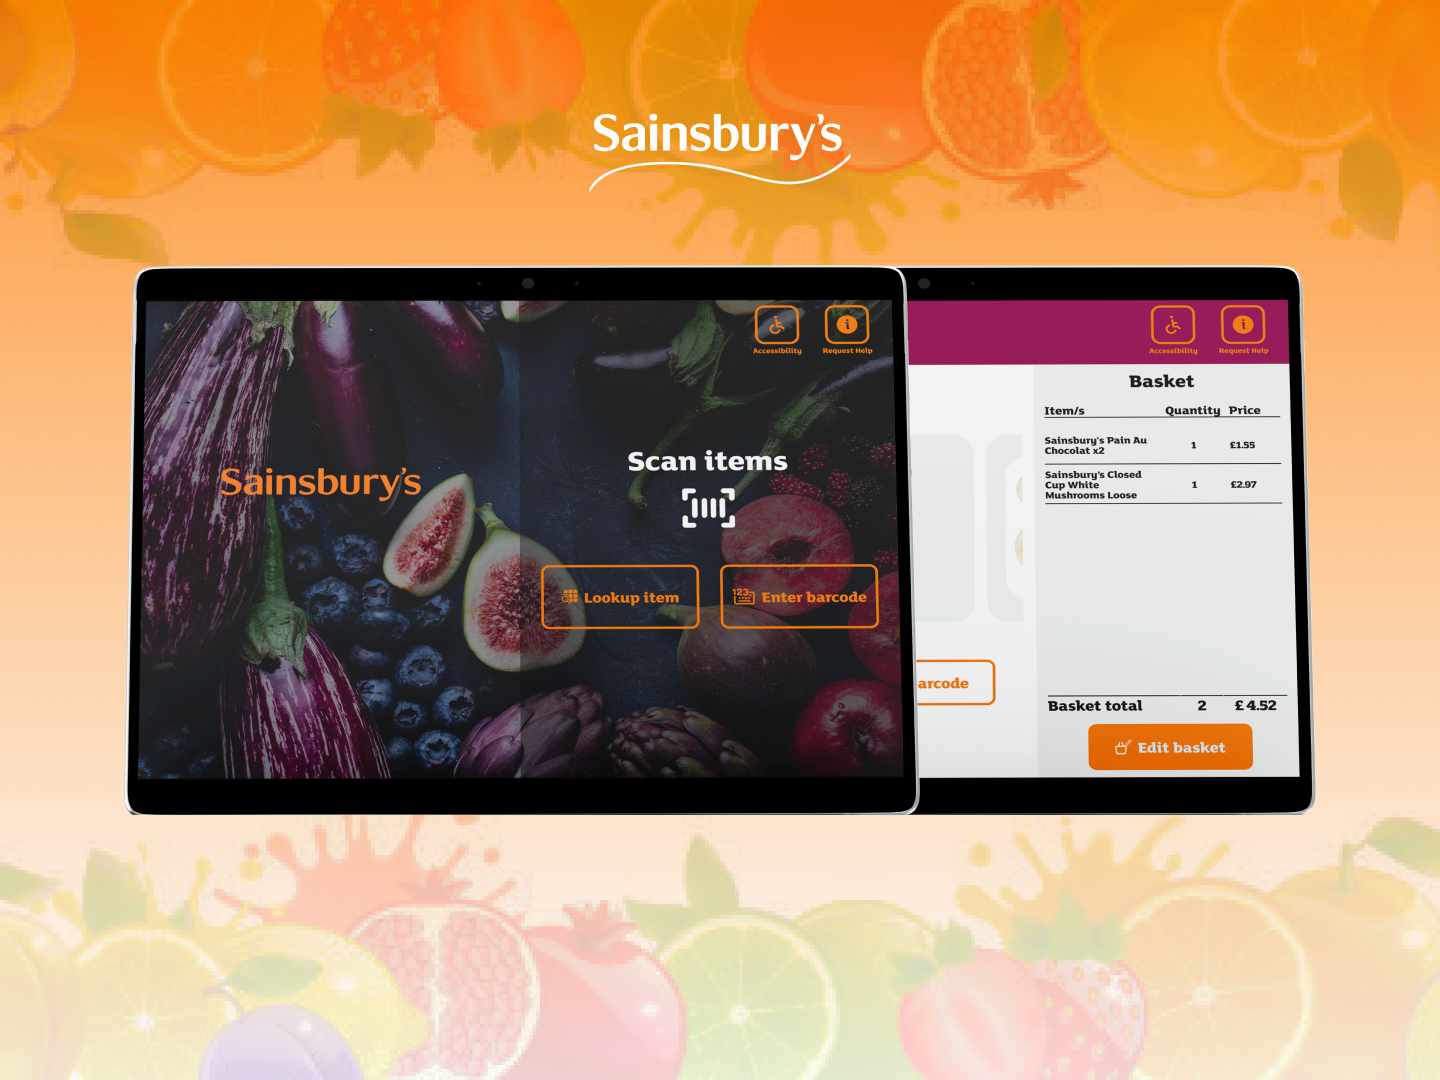 Sainsbury's
Accessibility
Request Help
Sainsbury's
Scan items
Lookup item
123
Enter barcode
Accessibility
Request Help
Basket
Item/s Quantity Price
Sainsbury's Pain Au
Chocolat x2
1 £1.55
Sainsbury's Closed
Cup White
Mushrooms Loose
1 £2.97
arcode
Basket total 2 £ 4.52
Edit basket